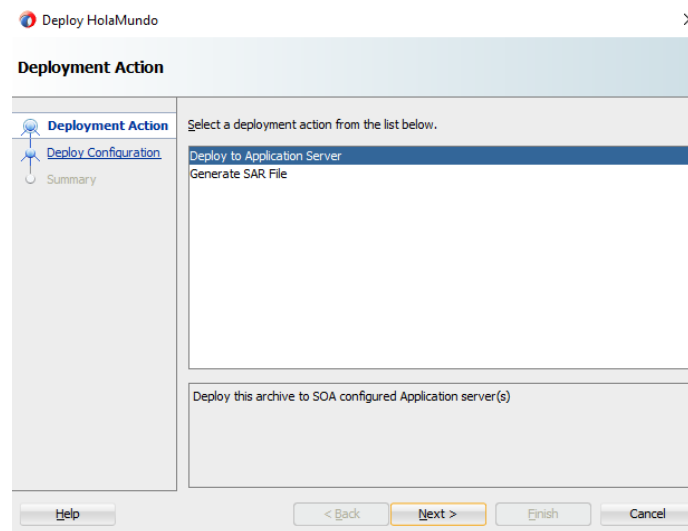 Deploy HolaMundo
Deployment Action
Deployment Action
Deploy Configuration
Summary
Select a deployment action from the list below.
Deploy to Application Server
Generate SAR File
Deploy this archive to SOA configured Application server(s)
Help
< Back
Next >
Finish
Cancel